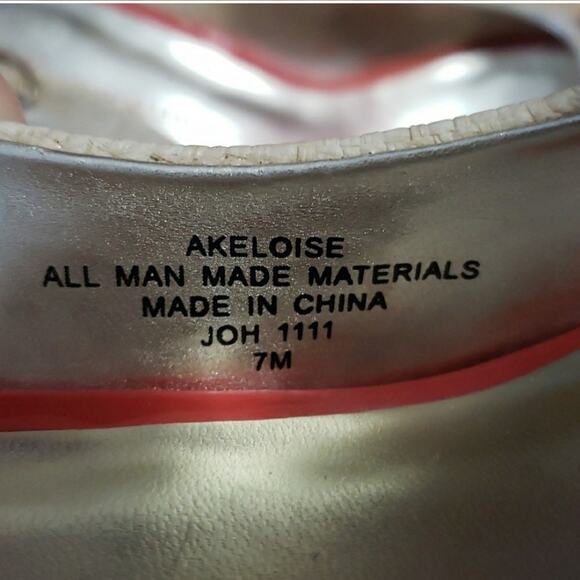 AKELOISE
ALL MAN MADE MATERIALS
MADE IN CHINA
JOH 1111
7M